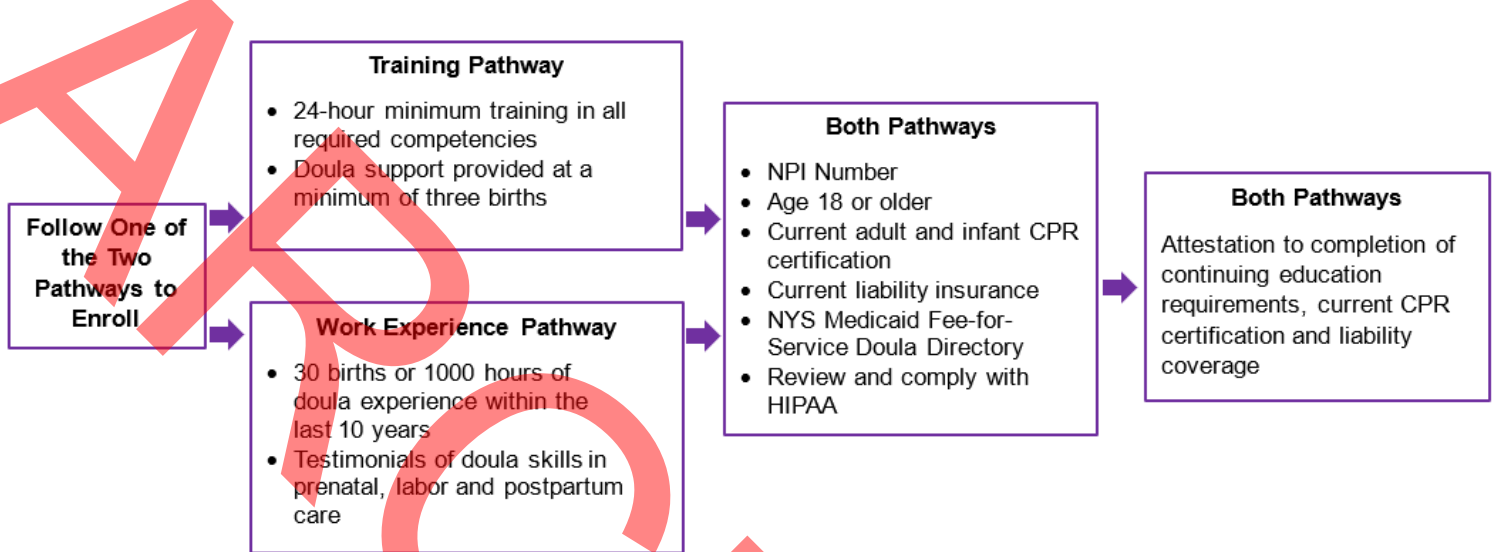 Follow One of
the Two
Pathways to
Enroll
Training Pathway
• 24-hour minimum training in all
required competencies
• Doula support provided at a
minimum of three births
Work Experience Pathway
• 30 births or 1000 hours of
doula experience within the
last 10 years
• Testimonials of doula skills in
prenatal, labor and postpartum
care
Both Pathways
• NPI Number
• Age 18 or older
• Current adult and infant CPR
certification
• Current liability insurance
• NYS Medicaid Fee-for-
Service Doula Directory
• Review and comply with
HIPAA
Both Pathways
Attestation to completion of
continuing education
requirements, current CPR
certification and liability
coverage